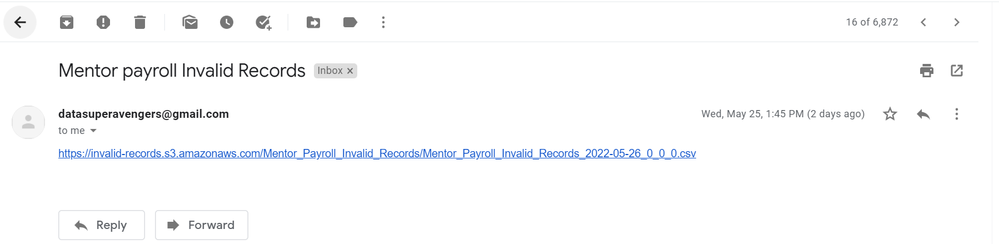 16 of 6,872
Mentor payroll Invalid Records Inbox ×
datasuperavengers@gmail.com Wed, May 25, 1:45 PM (2 days ago)
to me
https://invalid-records.s3.amazonaws.com/Mentor_Payroll_Invalid_Records/Mentor_Payroll_Invalid_Records_2022-05-26_0_0_0.csv
Reply Forward